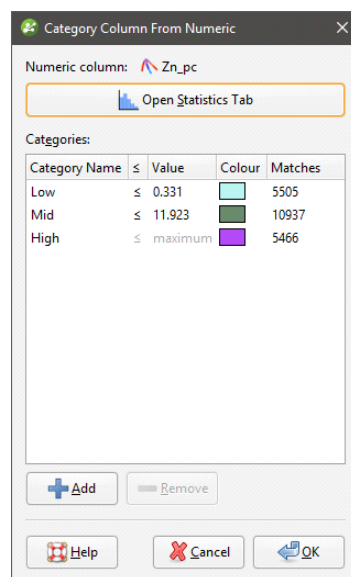 Category Column From Numeric
Numeric column: Zn_pc
Open Statistics Tab
Categories:
Category Name ≤ Value Colour Matches
Low ≤ 0.331 5505
Mid ≤ 11.923 10937
High ≤ maximum 5466
Add Remove
Help Cancel OK